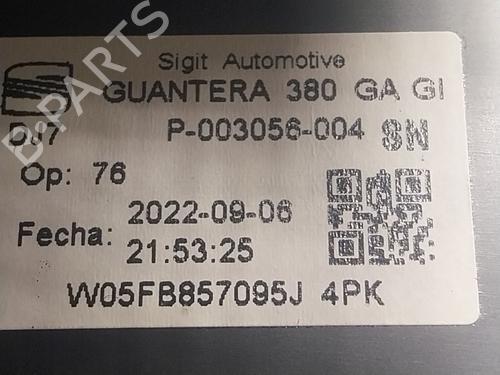 B-PARTS
Sigit Automotive
GUANTERA 380 GA GI
P-003056-004 SN
Op: 76
Fecha: 2022-09-06
21:53:25
W05FB857095J 4PK